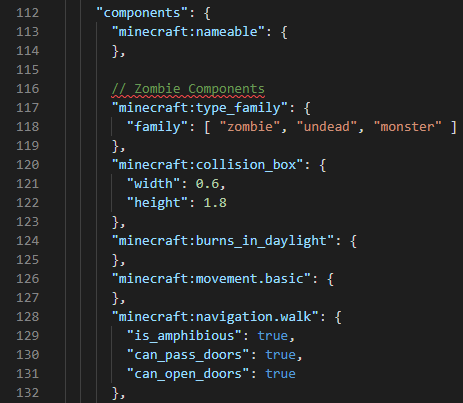 112 "components": {
113 "minecraft:nameable": {
114 },
115
116 // Zombie Components
117 "minecraft:type_family": {
118 "family": [ "zombie", "undead", "monster" ]
119 },
120 "minecraft:collision_box": {
121 "width": 0.6,
122 "height": 1.8
123 },
124 "minecraft:burns_in_daylight": {
125 },
126 "minecraft:movement.basic": {
127 },
128 "minecraft:navigation.walk": {
129 "is_amphibious": true,
130 "can_pass_doors": true,
131 "can_open_doors": true
132 },